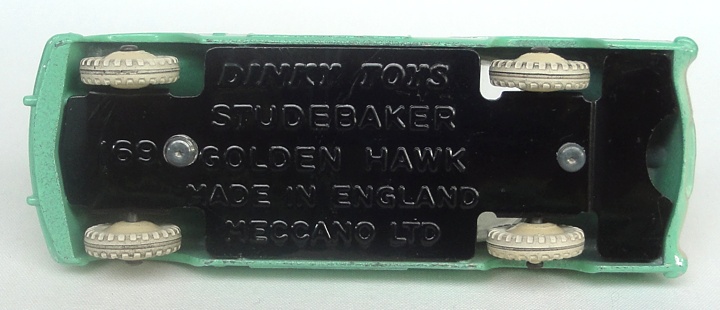 DINKY TOYS
STUDEBAKER
169 GOLDEN HAWK
MADE IN ENGLAND
MECCANO LTD